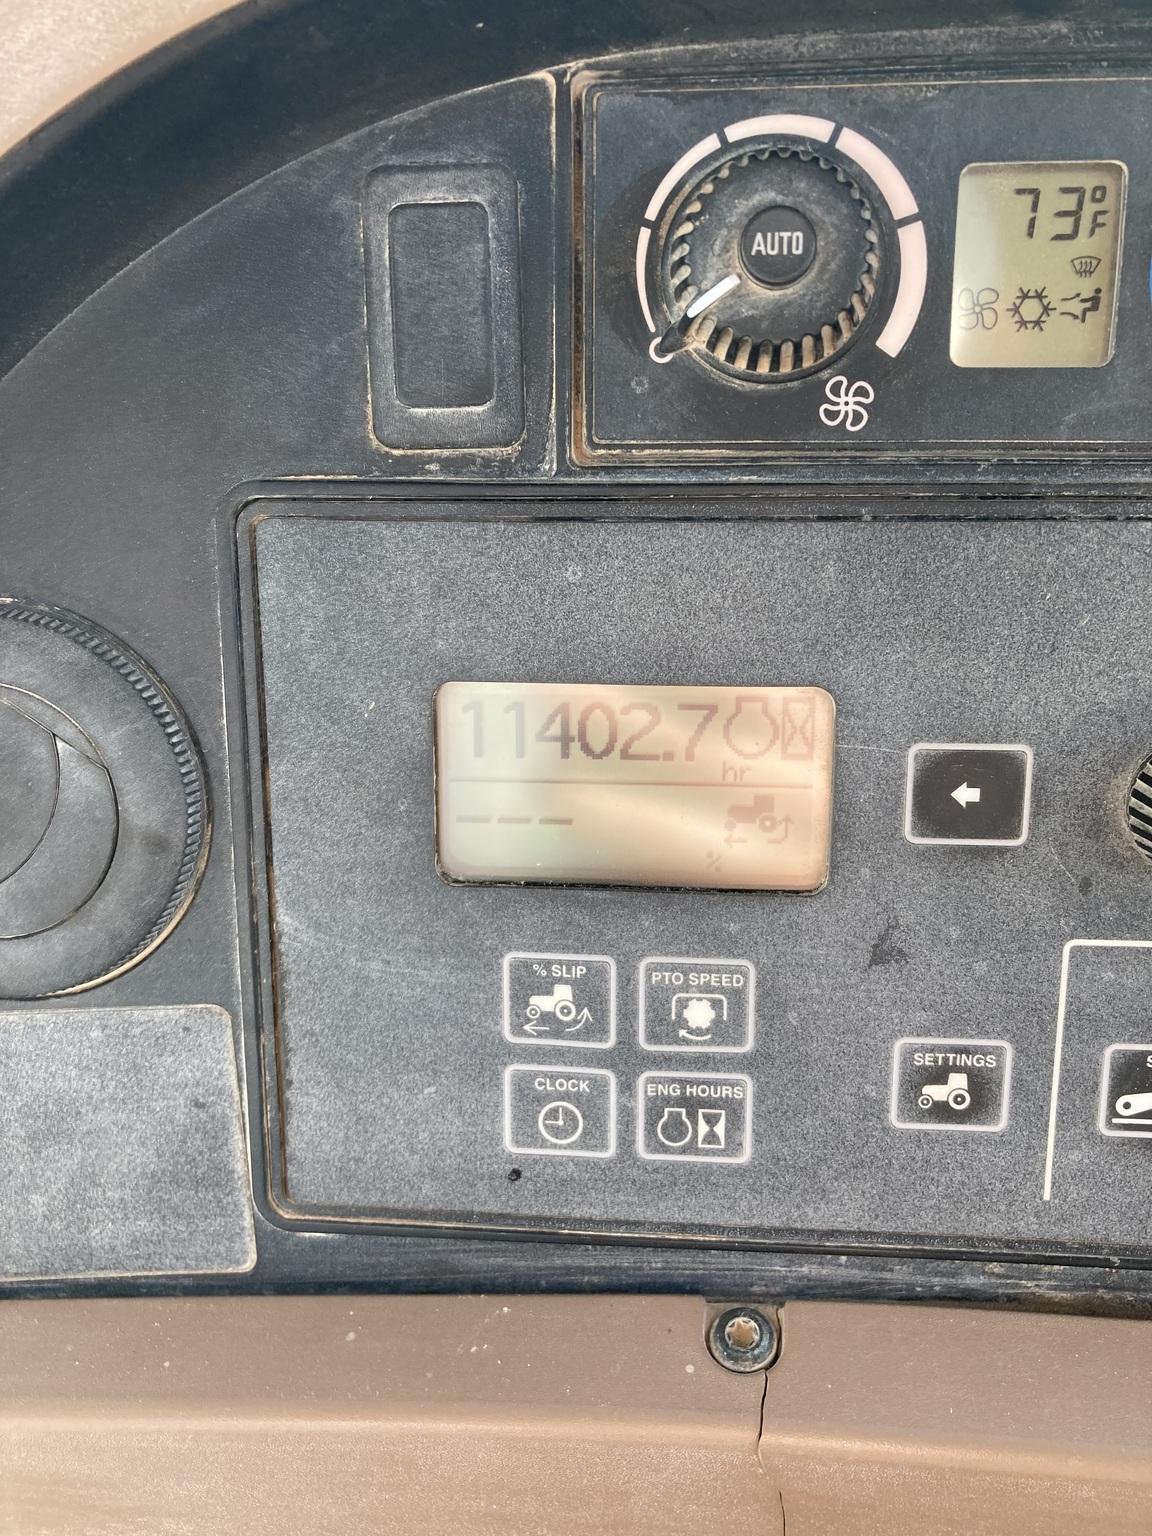 AUTO
73°F
11402.7
hr
---
%
% SLIP
PTO SPEED
CLOCK
ENG HOURS
SETTINGS
S